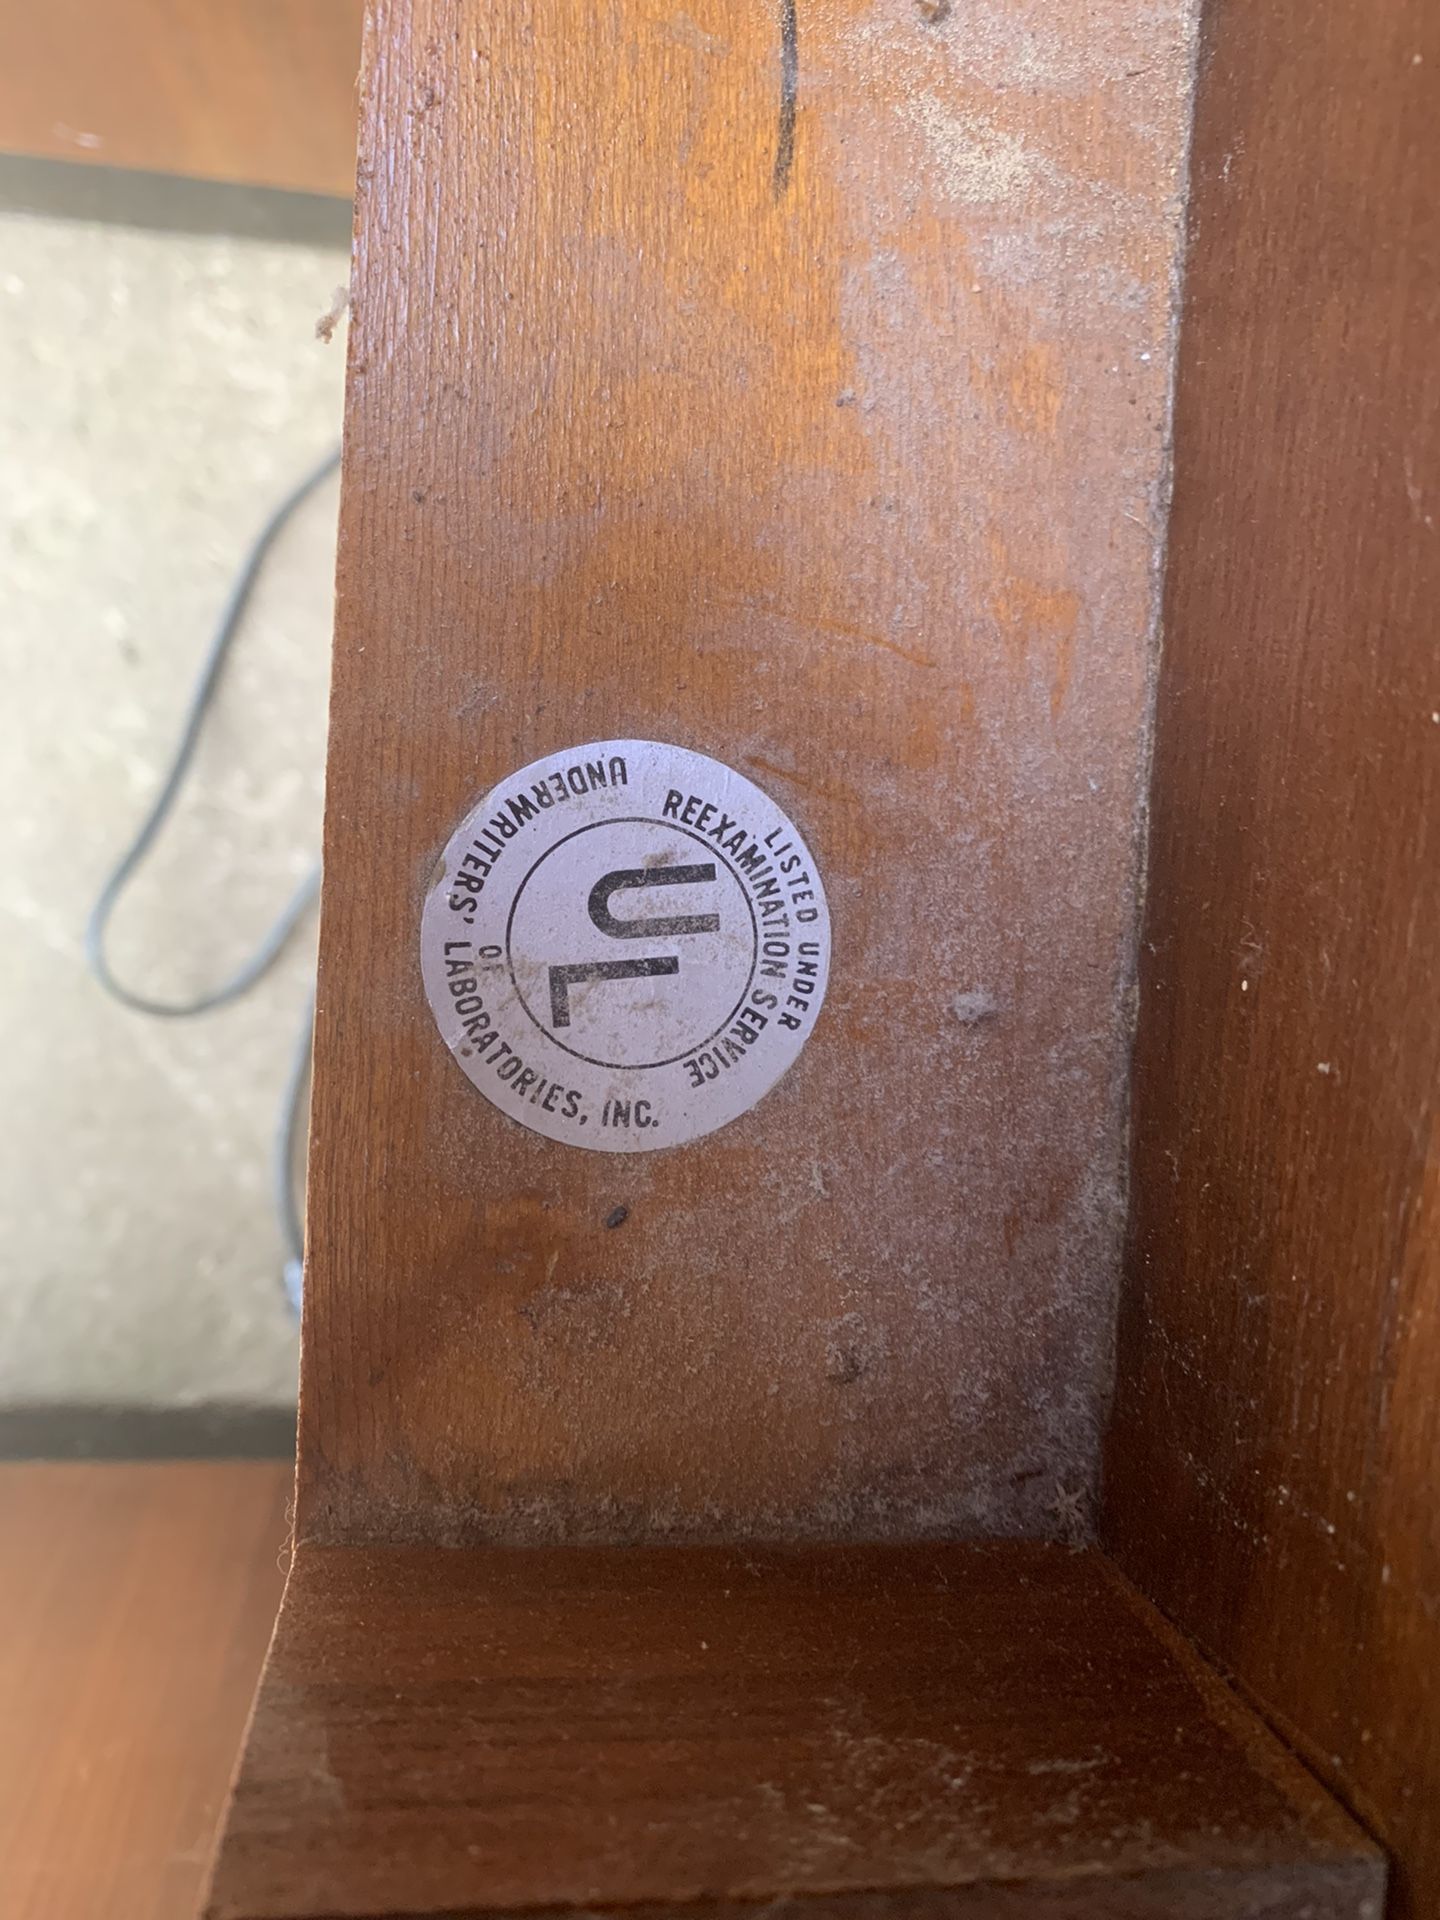 LISTED UNDER
REEXAMINATION SERVICE
UL
OF
UNDERWRITERS' LABORATORIES, INC.